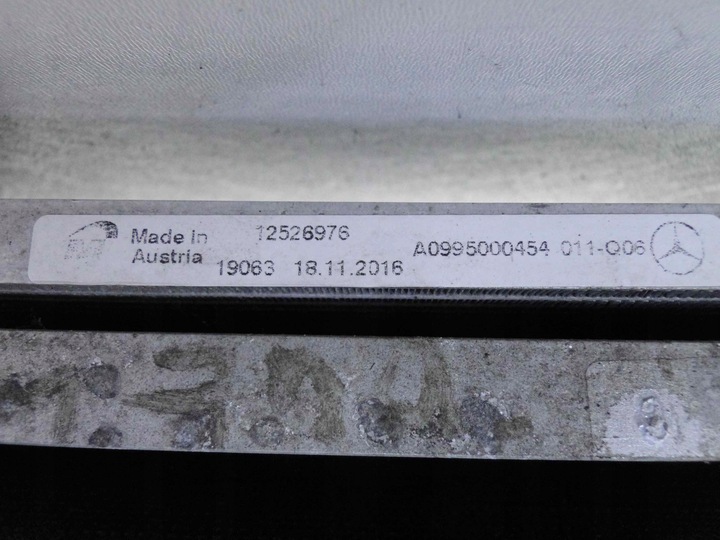 Made in
Austria
12526976
19063 18.11.2016
A0995000454 011-Q06